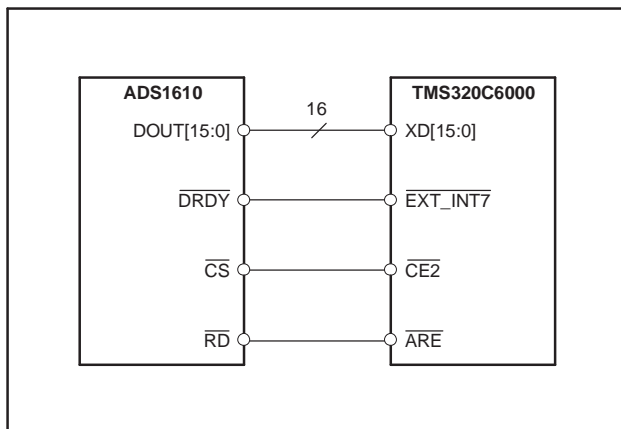 ADS1610 TMS320C6000
16
DOUT[15:0] XD[15:0]
DRDY EXT_INT7
CS CE2
RD ARE